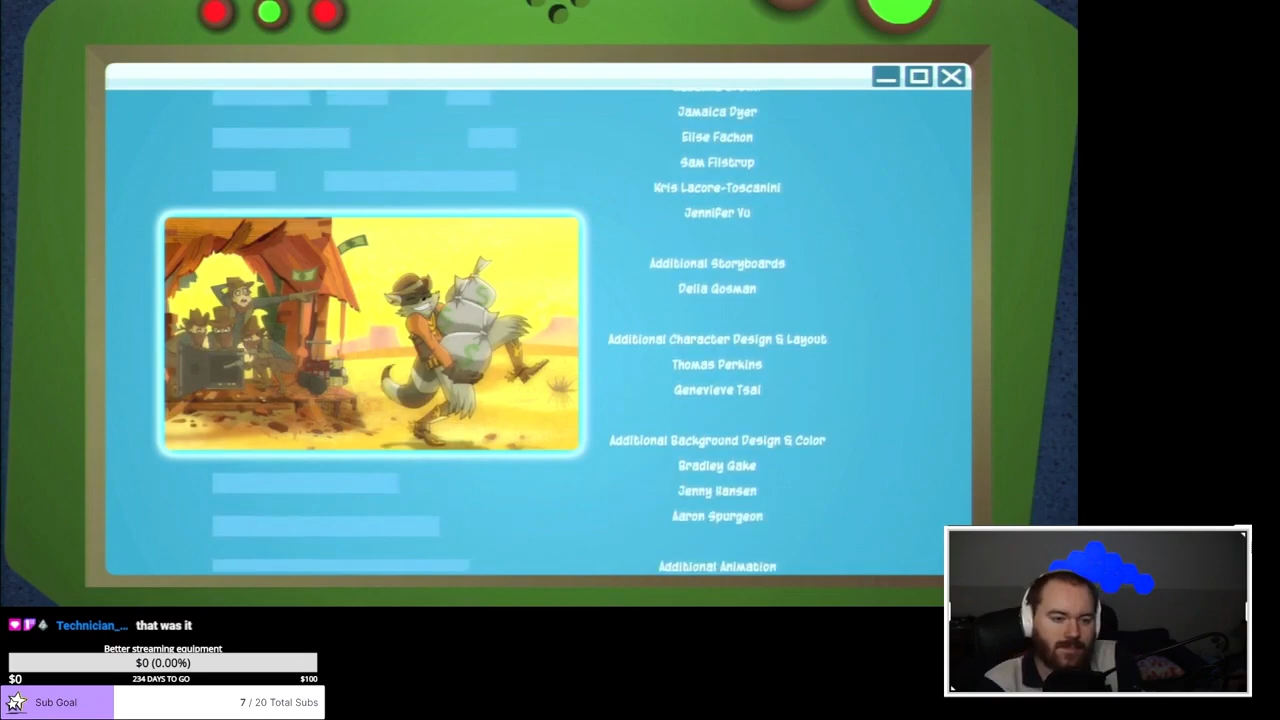 Jamaica Dyer
Elise Fachon
Sam Filstrup
Kris Lacore-Toscanini
Jennifer Yu
Additional Storyboards
Delia Gosman
Additional Character Design & Layout
Thomas Perkins
Genevieve Tsai
Additional Background Design & Color
Bradley Gake
Jenny Hansen
Aaron Spurgeon
Additional Animation
Technician_... that was it
Better streaming equipment
$0 (0.00%)
$0 234 DAYS TO GO $100
Sub Goal 7 / 20 Total Subs